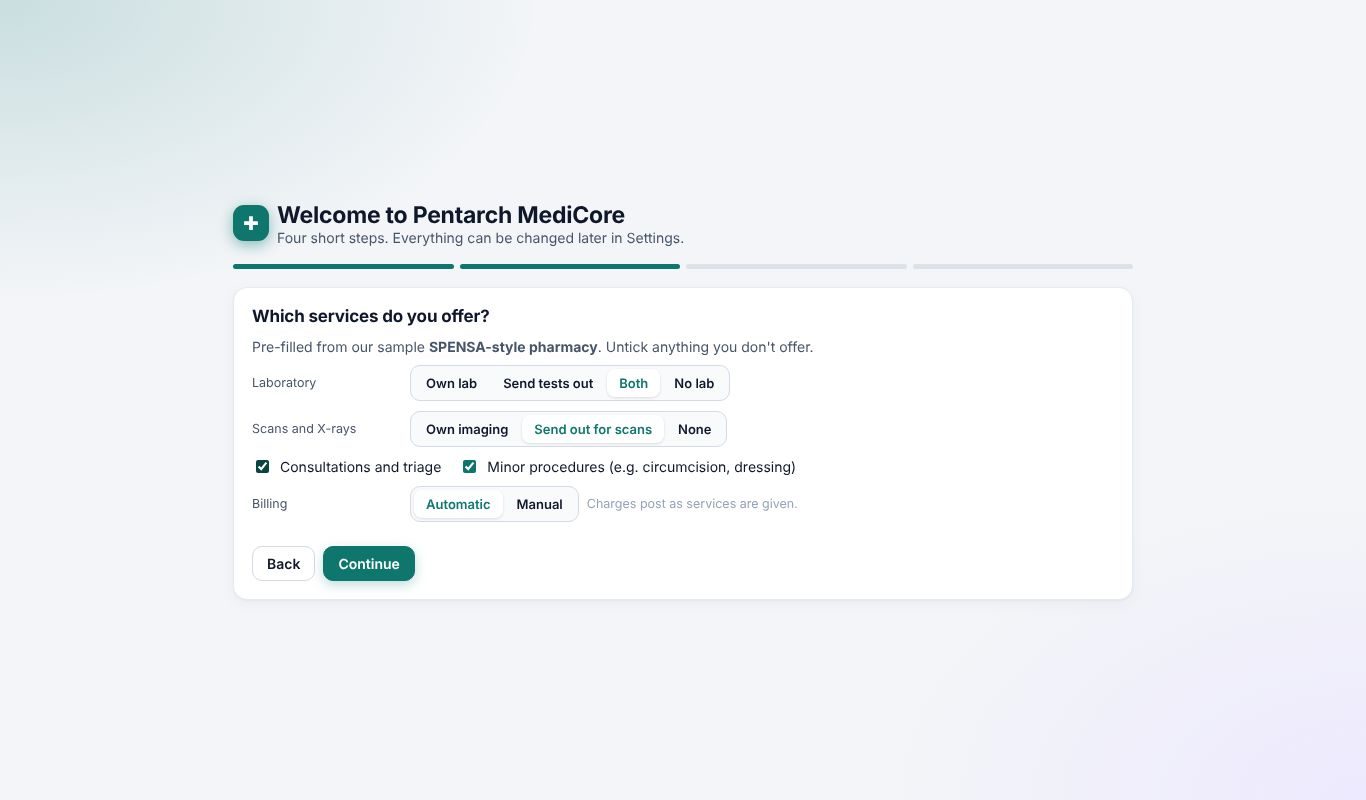 Welcome to Pentarch MediCore
Four short steps. Everything can be changed later in Settings.
Which services do you offer?
Pre-filled from our sample SPENSA-style pharmacy. Untick anything you don't offer.
Laboratory Own lab Send tests out Both No lab
Scans and X-rays Own imaging Send out for scans None
Consultations and triage Minor procedures (e.g. circumcision, dressing)
Billing Automatic Manual Charges post as services are given.
Back Continue